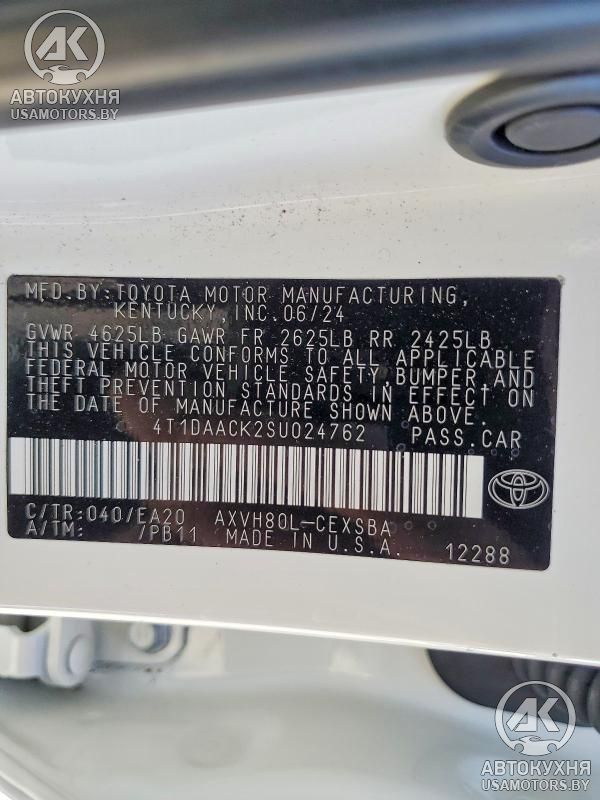 АК
АВТОКУХНЯ
USAMOTORS.BY
MFD.BY:TOYOTA MOTOR MANUFACTURING,
KENTUCKY, INC. 06/24
GVWR 4625LB GAWR FR 2625LB RR 2425LB
THIS VEHICLE CONFORMS TO ALL APPLICABLE
FEDERAL MOTOR VEHICLE SAFETY,BUMPER,AND
THEFT PREVENTION STANDARDS IN EFFECT ON
THE DATE OF MANUFACTURE SHOWN ABOVE.
4T1DAACK2SU024762 PASS.CAR
C/TR:040/EA20 AXVH80L-CEXSBA
A/TM: /PB11 MADE IN U.S.A. 12288
АК
АВТОКУХНЯ
USAMOTORS.BY